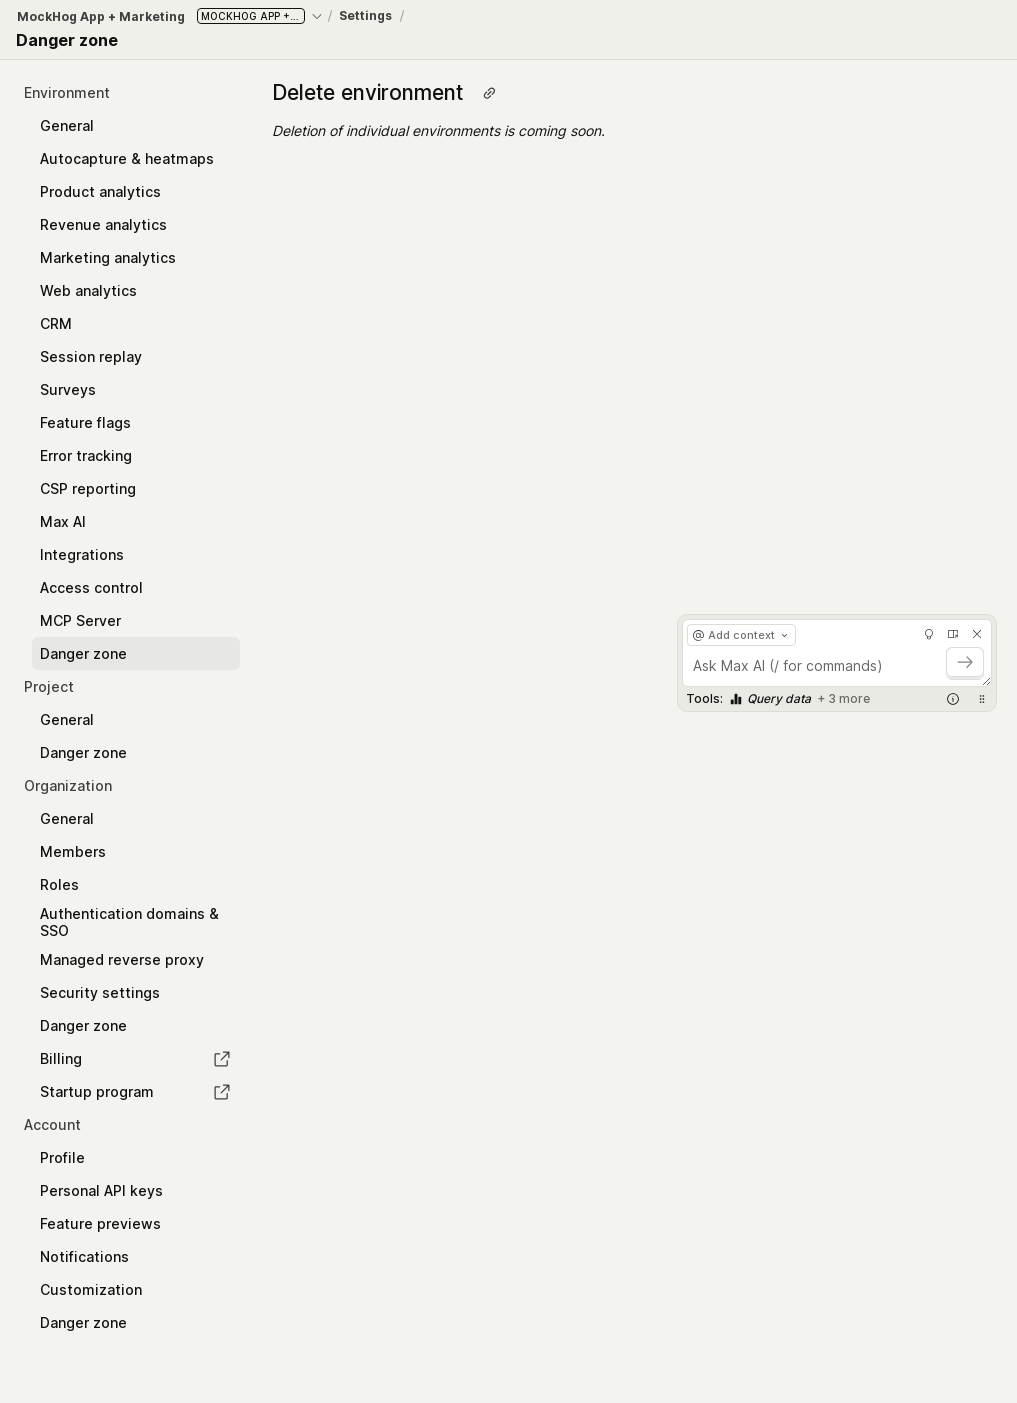 MockHog App + Marketing MOCKHOG APP +... / Settings /
Danger zone
Environment
General
Autocapture & heatmaps
Product analytics
Revenue analytics
Marketing analytics
Web analytics
CRM
Session replay
Surveys
Feature flags
Error tracking
CSP reporting
Max AI
Integrations
Access control
MCP Server
Danger zone
Project
General
Danger zone
Organization
General
Members
Roles
Authentication domains &
SSO
Managed reverse proxy
Security settings
Danger zone
Billing
Startup program
Account
Profile
Personal API keys
Feature previews
Notifications
Customization
Danger zone
Delete environment
Deletion of individual environments is coming soon.
@ Add context
Ask Max AI (/ for commands)
Tools: Query data + 3 more